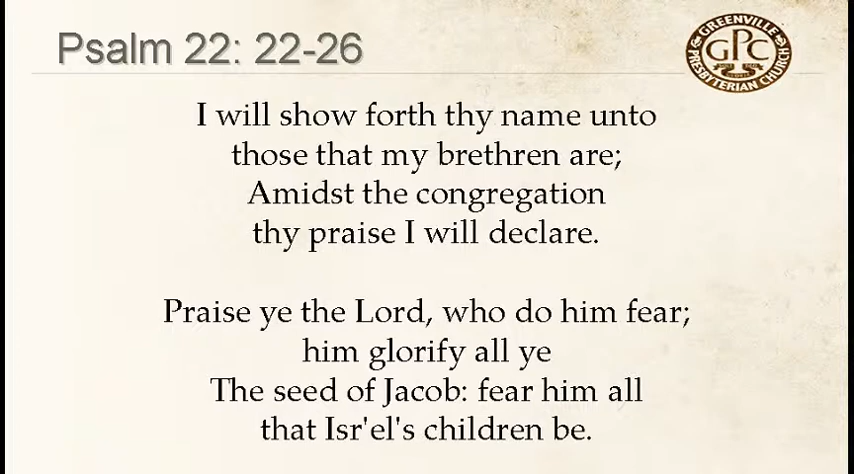 Psalm 22: 22-26
GREENVILLE
GPC
PRESBYTERIAN CHURCH
I will show forth thy name unto
those that my brethren are;
Amidst the congregation
thy praise I will declare.
Praise ye the Lord, who do him fear;
him glorify all ye
The seed of Jacob: fear him all
that Isr'el's children be.